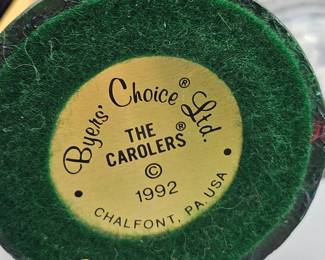 Byers' Choice® Ltd.
THE
CAROLERS®
©
1992
• CHALFONT, PA. USA •